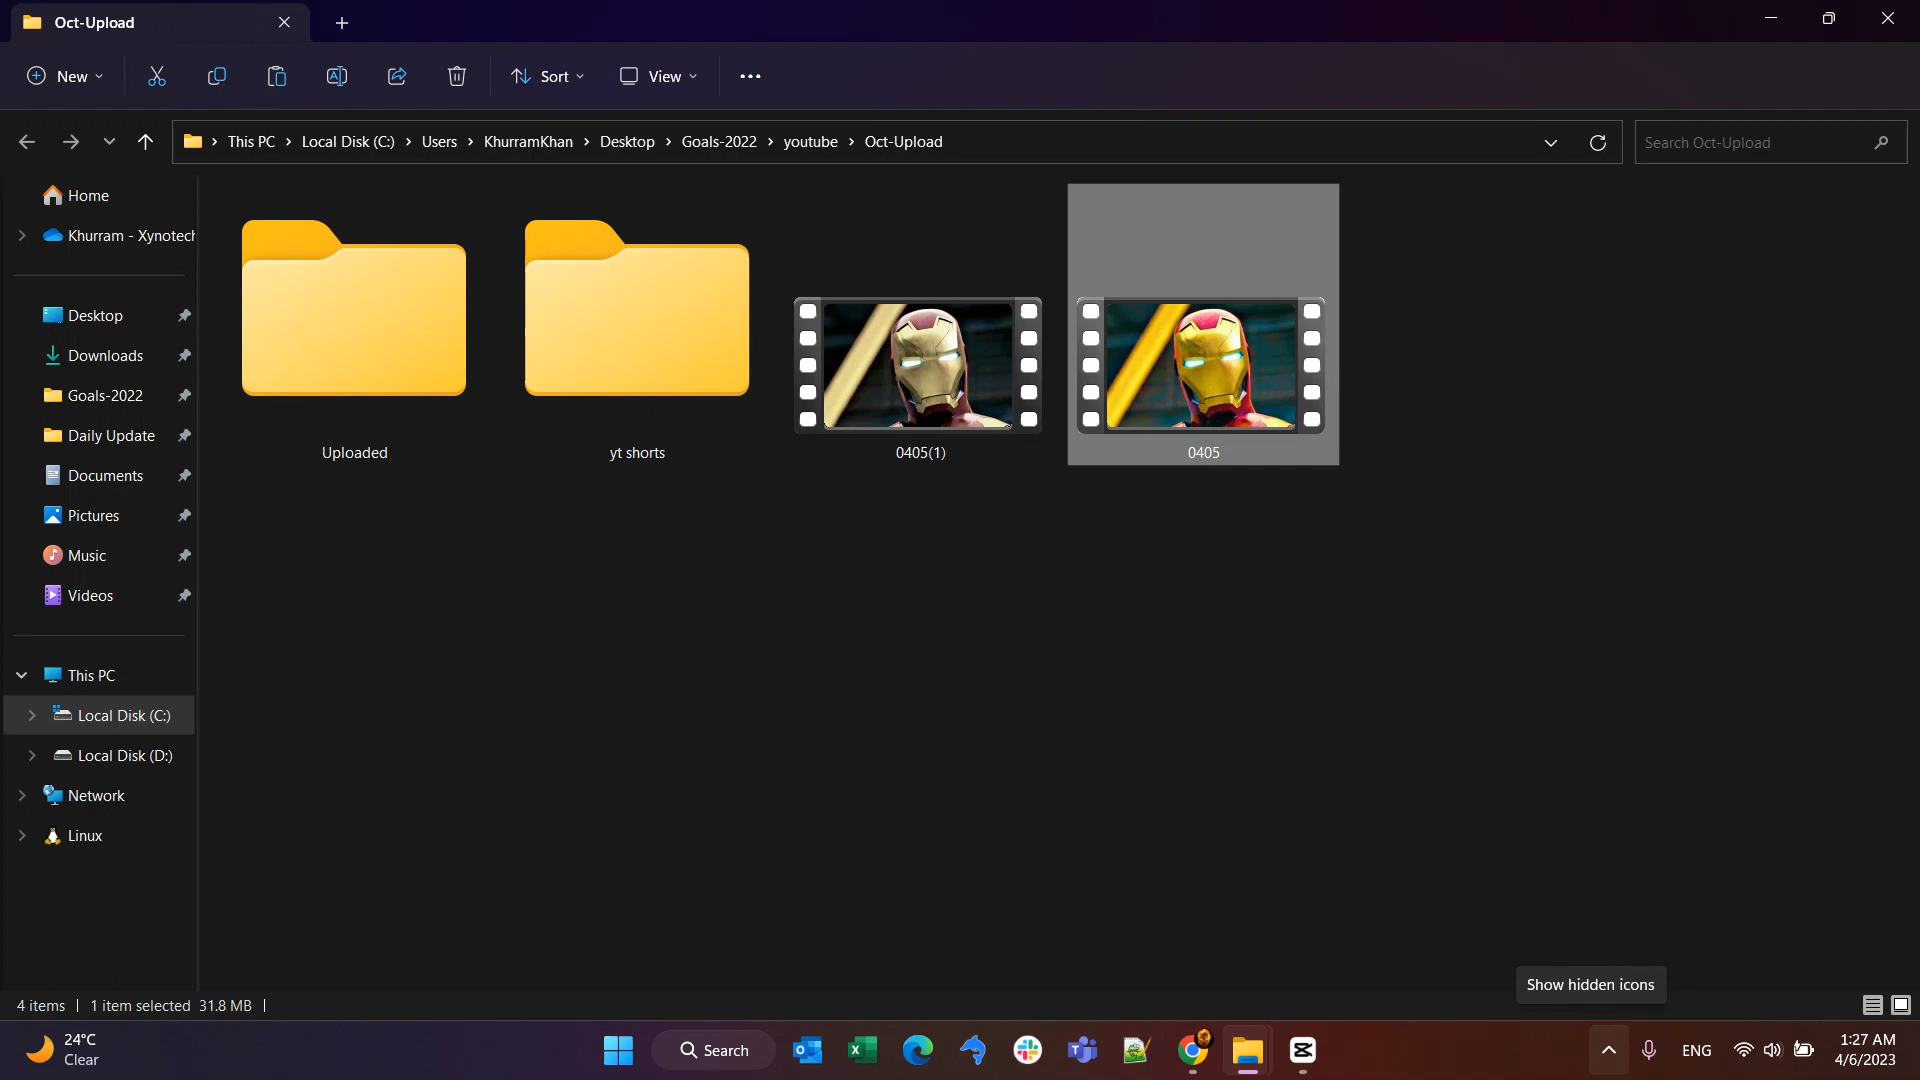 Oct-Upload
New
Sort
View
This PC
Local Disk (C:)
Users
KhurramKhan
Desktop
Goals-2022
youtube
Oct-Upload
Search Oct-Upload
Home
Khurram - Xynotech
Desktop
Downloads
Goals-2022
Daily Update
Documents
Pictures
Music
Videos
This PC
Local Disk (C:)
Local Disk (D:)
Network
Linux
Uploaded
yt shorts
0405(1)
0405
Show hidden icons
4 items
1 item selected 31.8 MB
24°C
Clear
Search
ENG
1:27 AM
4/6/2023